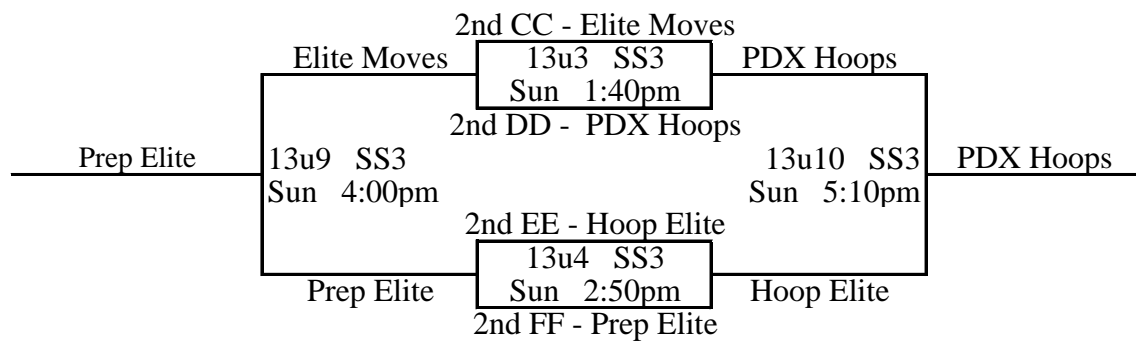 2nd CC - Elite Moves
Elite Moves
13u3 SS3
PDX Hoops
Sun 1:40pm
2nd DD - PDX Hoops
Prep Elite
13u9 SS3
13u10 SS3
PDX Hoops
Sun 4:00pm
Sun 5:10pm
2nd EE - Hoop Elite
13u4 SS3
Prep Elite
Sun 2:50pm
Hoop Elite
2nd FF - Prep Elite